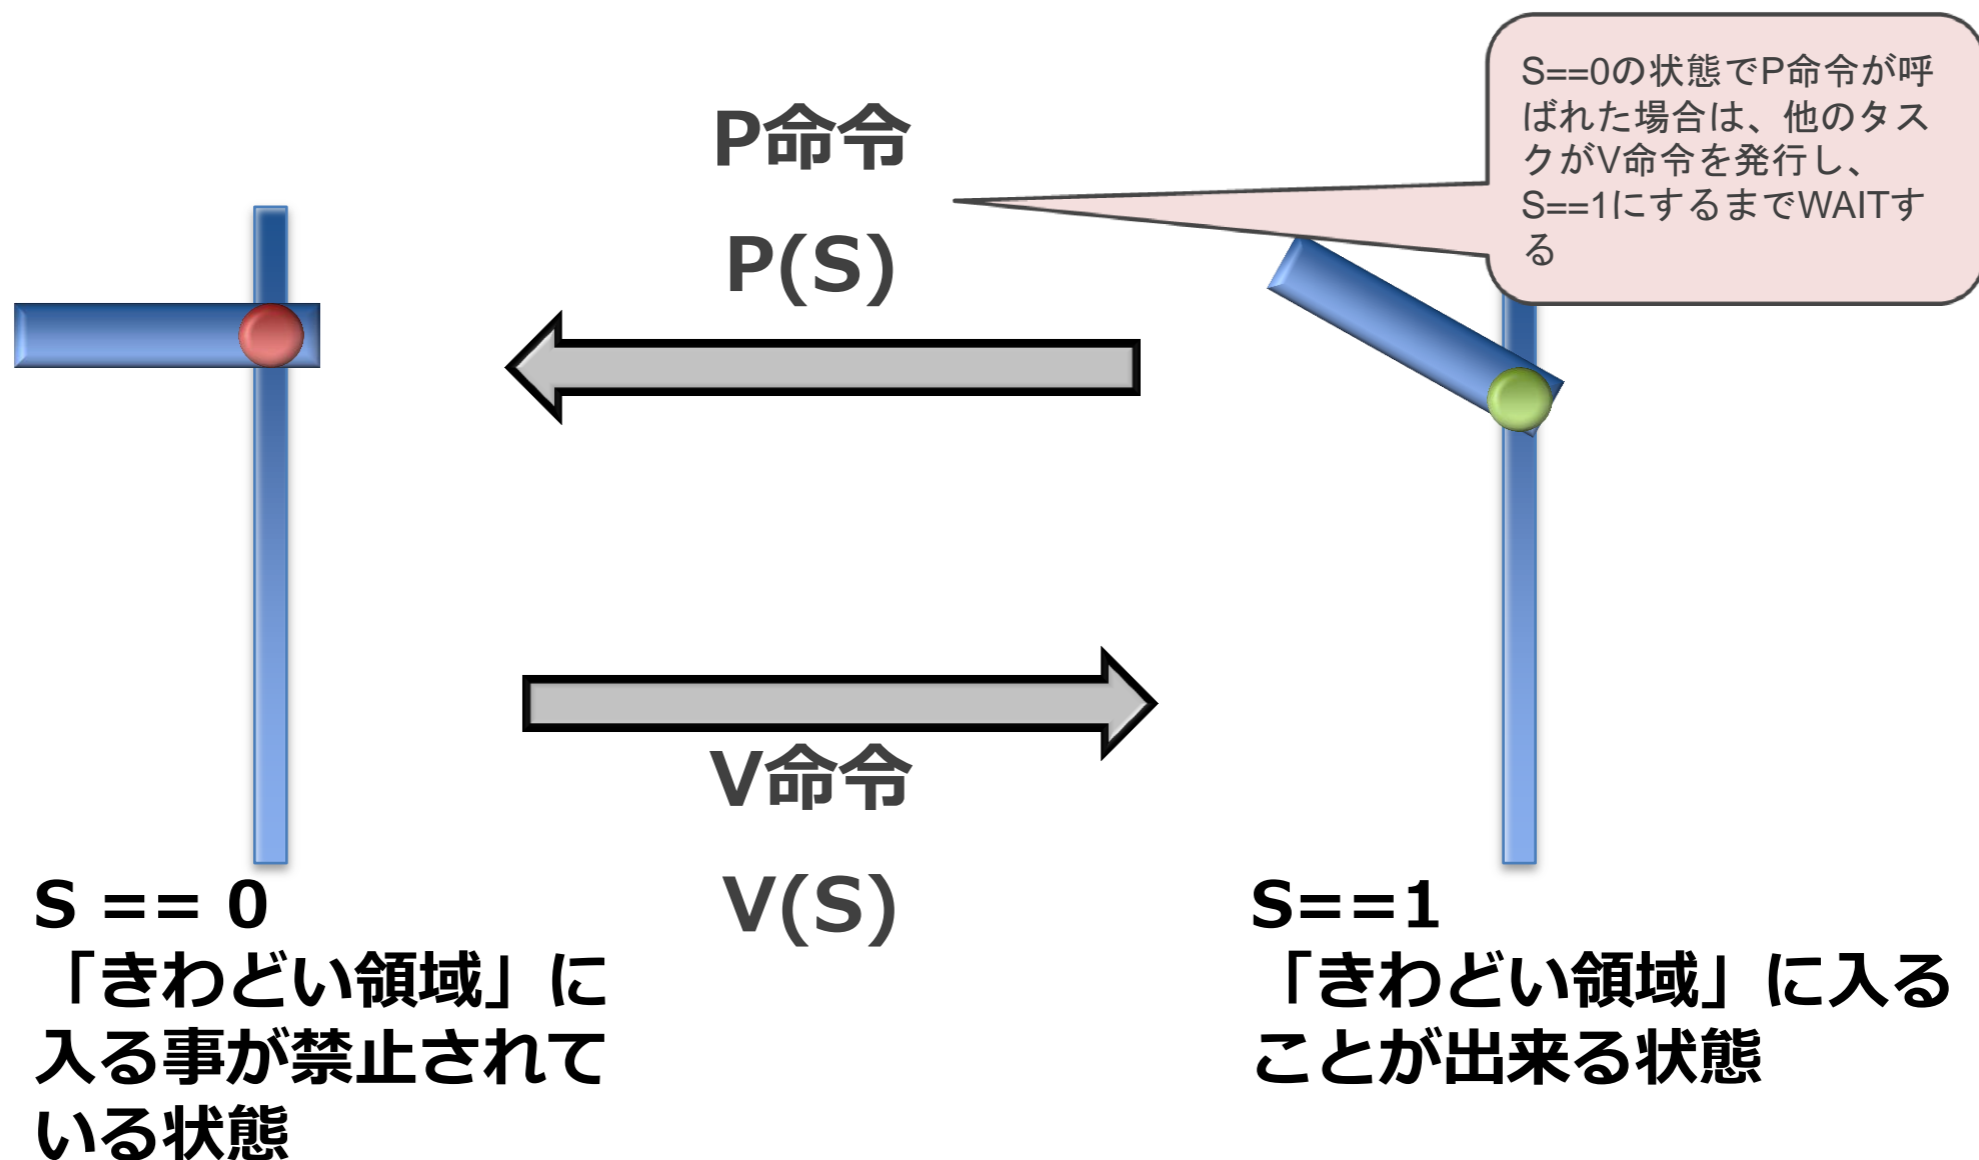 S==0の状態でP命令が呼
ばれた場合は、他のタス
クがV命令を発行し、
S==1にするまでWAITす
る
P命令
P(S)
V命令
V(S)
S == 0
「きわどい領域」に
入る事が禁止されて
いる状態
S==1
「きわどい領域」に入る
ことが出来る状態